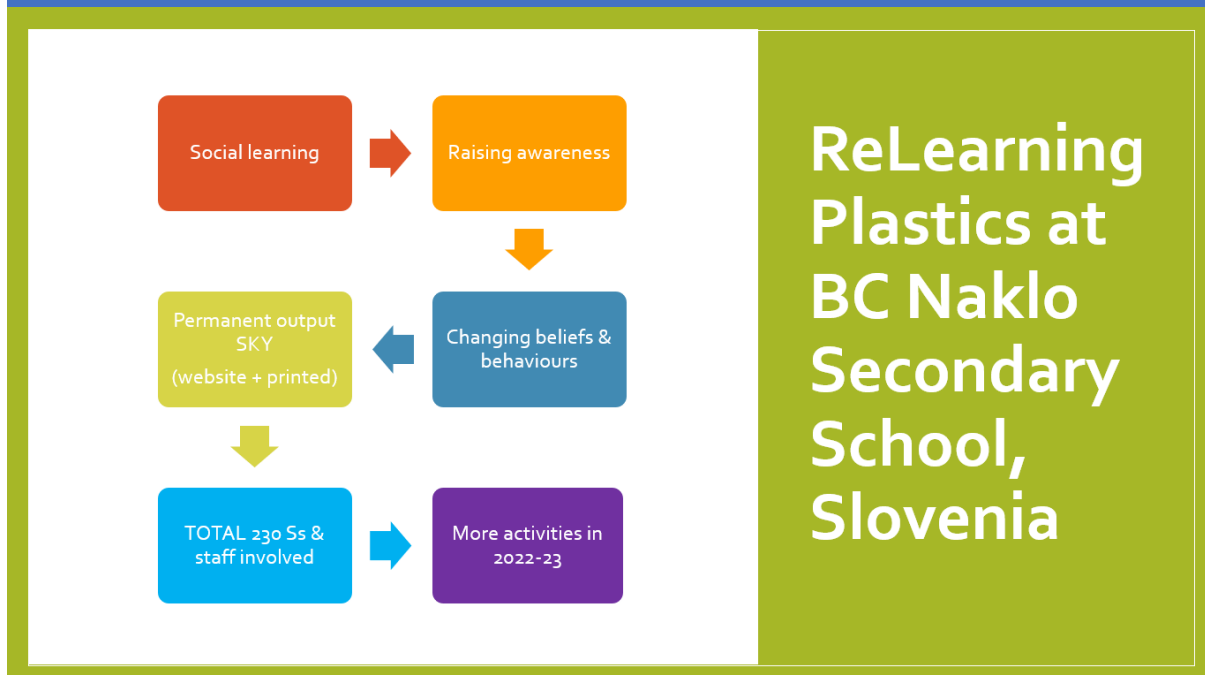 Social learning
Raising awareness
Changing beliefs &
behaviours
Permanent output
SKY
(website + printed)
TOTAL 230 Ss &
staff involved
More activities in
2022-23
ReLearning
Plastics at
BC Naklo
Secondary
School,
Slovenia